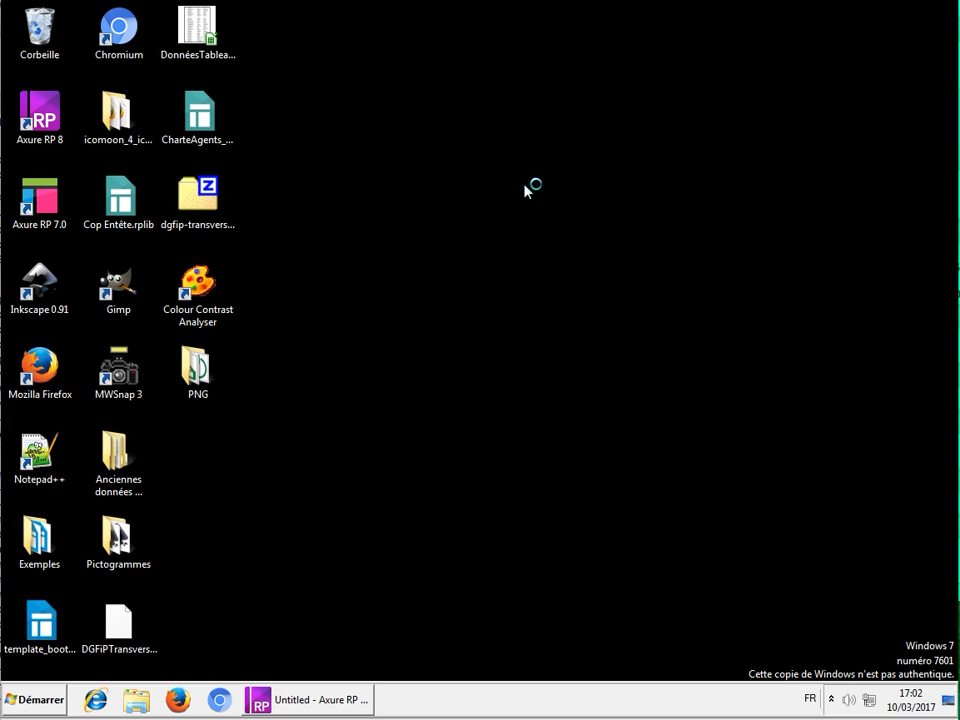 Corbeille
Chromium
DonnéesTablea...
Axure RP 8
icomoon_4_ic...
CharteAgents_...
Axure RP 7.0
Cop Entête.rplib
dgfip-transvers...
Inkscape 0.91
Gimp
Colour Contrast
Analyser
Mozilla Firefox
MWSnap 3
PNG
Notepad++
Anciennes
données ...
Exemples
Pictogrammes
template_boot...
DGFiPTransvers...
Windows 7
numéro 7601
Cette copie de Windows n'est pas authentique.
Démarrer
Untitled - Axure RP ...
FR
17:02
10/03/2017